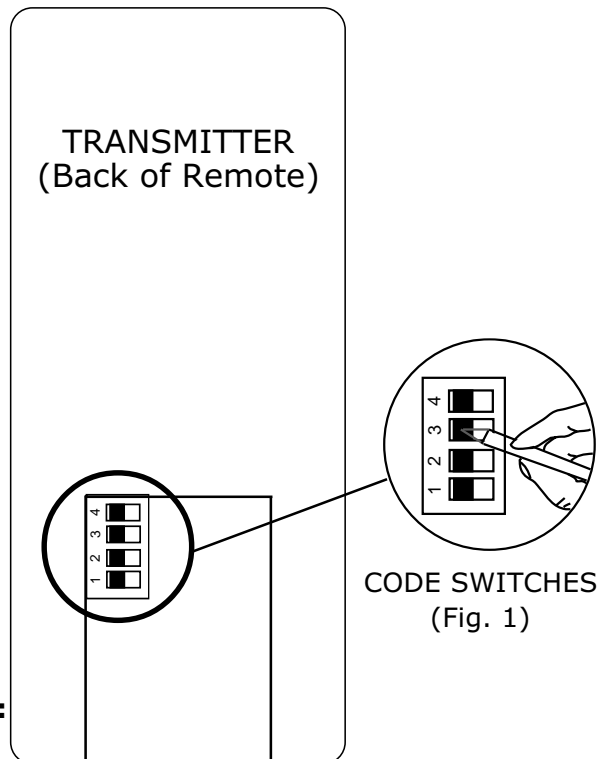 TRANSMITTER
(Back of Remote)
4
3
2
1
4
3
2
1
CODE SWITCHES
(Fig. 1)